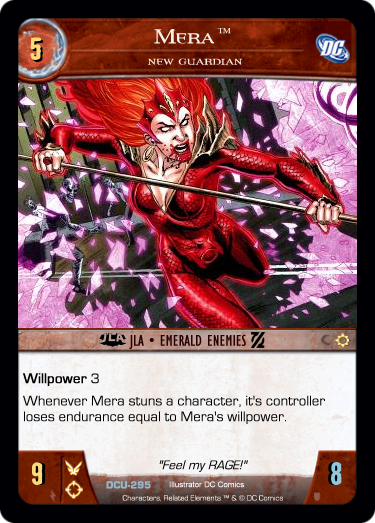 5
MERA™
DC
NEW GUARDIAN
JLA JLA • EMERALD ENEMIES
Willpower 3
Whenever Mera stuns a character, it's controller
loses endurance equal to Mera's willpower.
"Feel my RAGE!"
9
8
DCU-295 Illustrator DC Comics
Characters, Related Elements ™ & © DC Comics